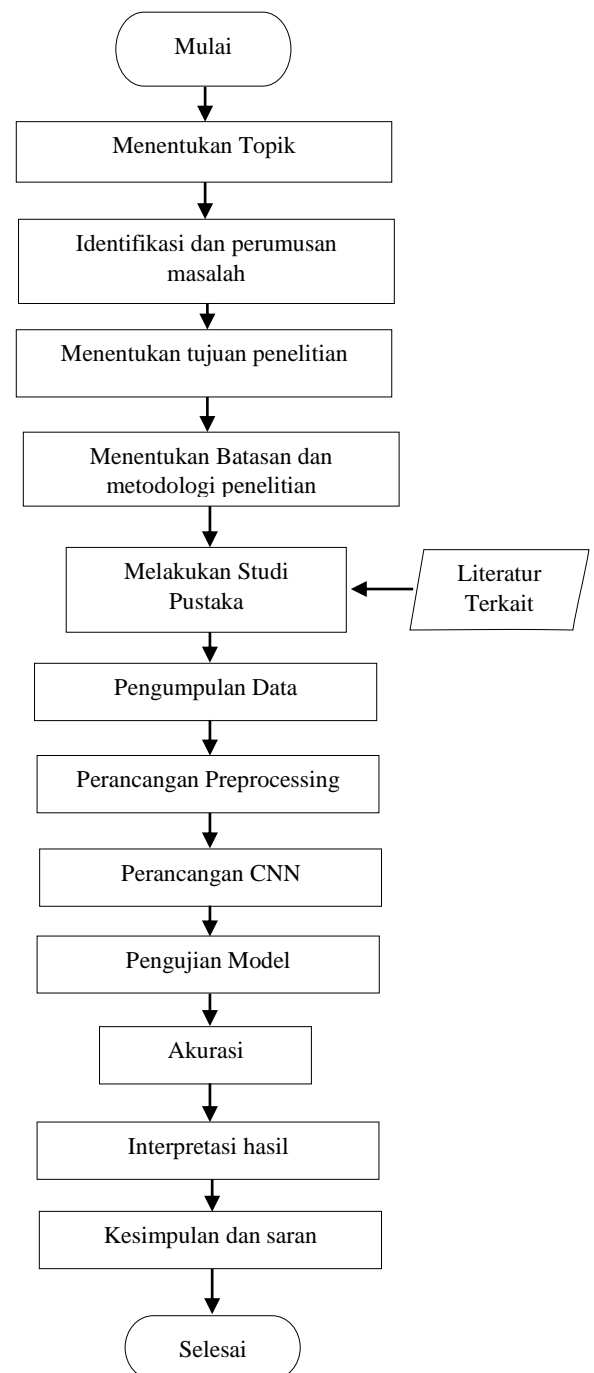 Mulai
Menentukan Topik
Identifikasi dan perumusan
masalah
Menentukan tujuan penelitian
Menentukan Batasan dan
metodologi penelitian
Melakukan Studi
Pustaka
Literatur
Terkait
Pengumpulan Data
Perancangan Preprocessing
Perancangan CNN
Pengujian Model
Akurasi
Interpretasi hasil
Kesimpulan dan saran
Selesai